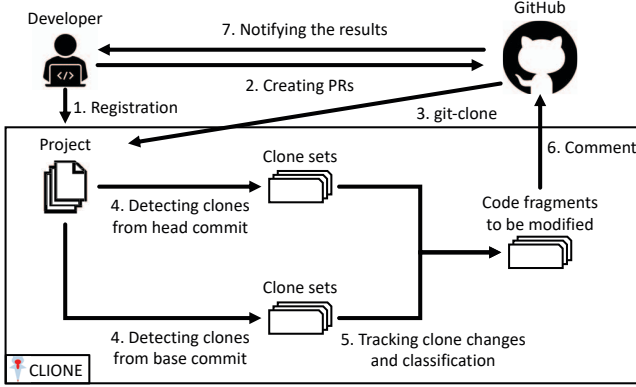 Developer
GitHub
7. Notifying the results
2. Creating PRs
1. Registration
3. git-clone
Project
6. Comment
Clone sets
4. Detecting clones
from head commit
Code fragments
to be modified
Clone sets
4. Detecting clones
from base commit
5. Tracking clone changes
and classification
CLIONE